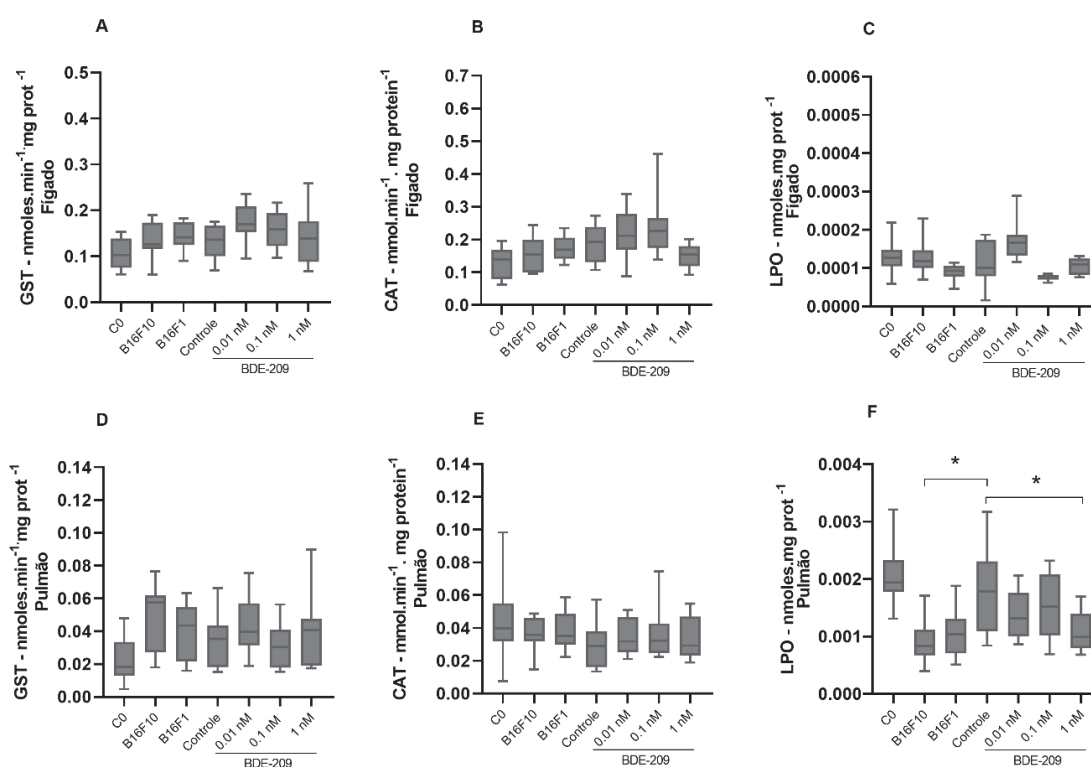 A
GST - nmoles.min⁻¹·mg prot ⁻¹
Fígado
0.5
0.4
0.3
0.2
0.1
0.0
C0
B16F10
B16F1
Controle
0.01 nM
0.1 nM
1 nM
BDE-209
B
CAT - mmol.min⁻¹. mg protein⁻¹
Fígado
0.7
0.6
0.5
0.4
0.3
0.2
0.1
0.0
C0
B16F10
B16F1
Controle
0.01 nM
0.1 nM
1 nM
BDE-209
C
LPO - nmoles.mg prot ⁻¹
Fígado
0.0006
0.0005
0.0004
0.0003
0.0002
0.0001
0.0000
C0
B16F10
B16F1
Controle
0.01 nM
0.1 nM
1 nM
BDE-209
D
GST - nmoles.min⁻¹·mg prot ⁻¹
Pulmão
0.14
0.12
0.10
0.08
0.06
0.04
0.02
0.00
C0
B16F10
B16F1
Controle
0.01 nM
0.1 nM
1 nM
BDE-209
E
CAT - mmol.min⁻¹. mg protein⁻¹
Pulmão
0.14
0.12
0.10
0.08
0.06
0.04
0.02
0.00
C0
B16F10
B16F1
Controle
0.01 nM
0.1 nM
1 nM
BDE-209
F
LPO - nmoles.mg prot ⁻¹
Pulmão
0.004
0.003
0.002
0.001
0.000
*
*
C0
B16F10
B16F1
Controle
0.01 nM
0.1 nM
1 nM
BDE-209